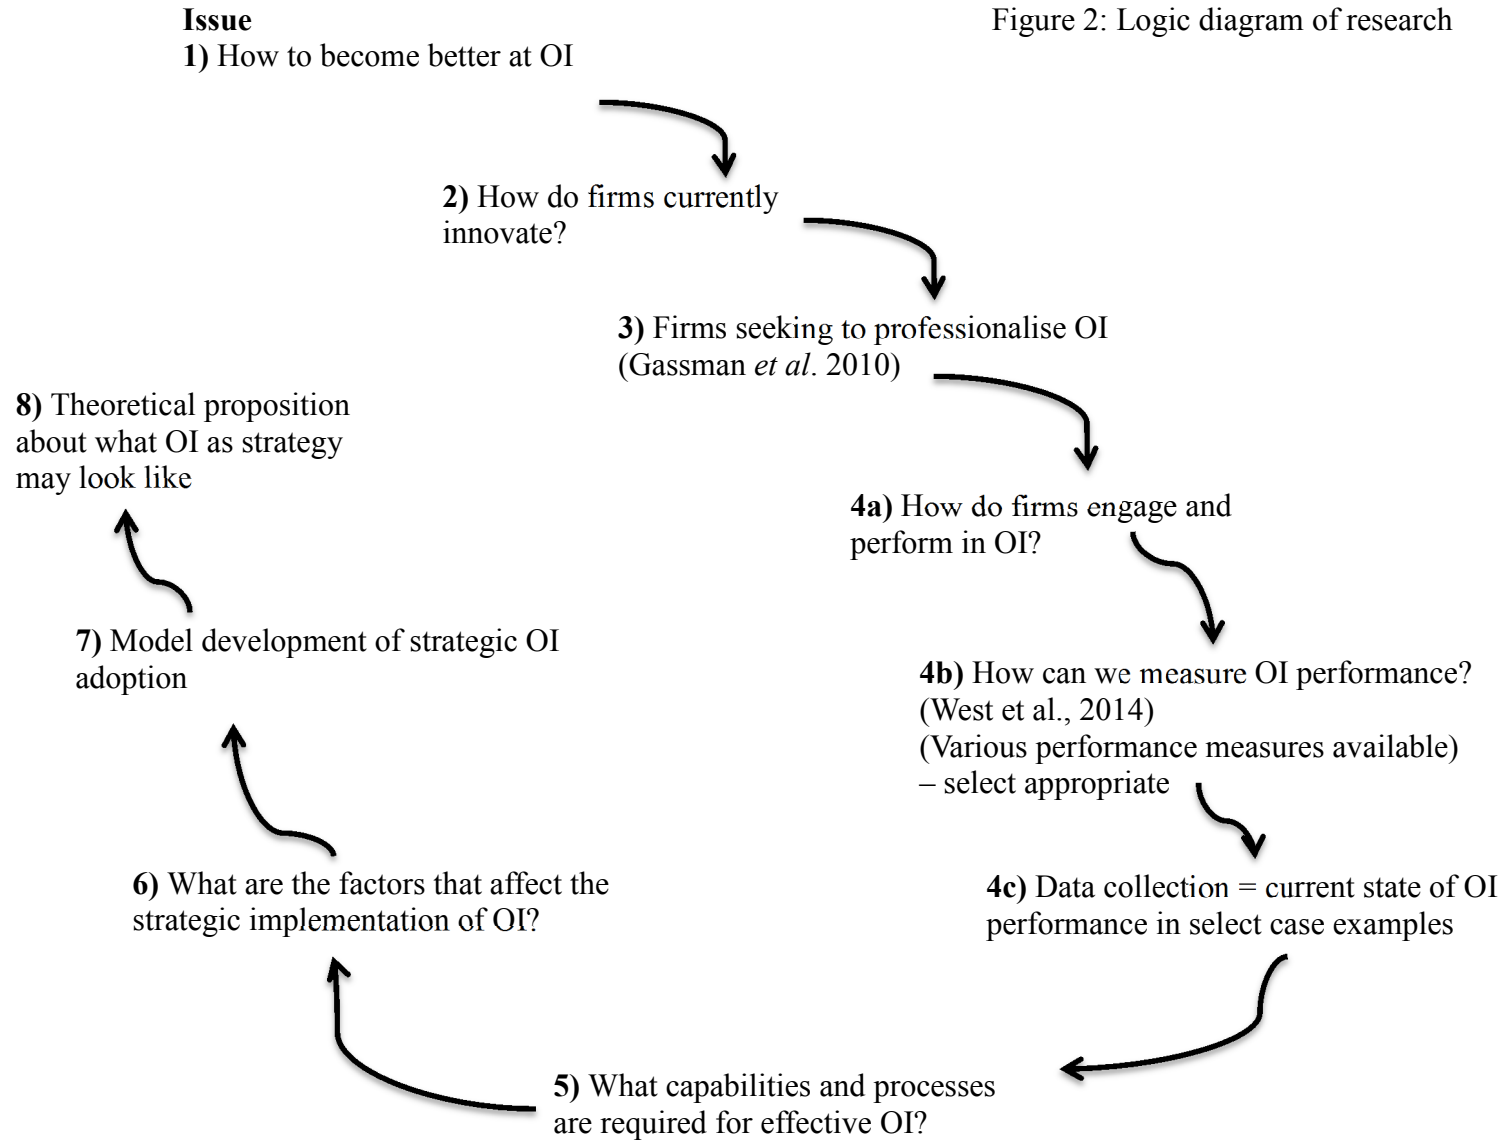 Issue
Figure 2: Logic diagram of research
1) How to become better at OI
2) How do firms currently
innovate?
3) Firms seeking to professionalise OI
(Gassman et al. 2010)
4a) How do firms engage and
perform in OI?
4b) How can we measure OI performance?
(West et al., 2014)
(Various performance measures available)
– select appropriate
4c) Data collection = current state of OI
performance in select case examples
5) What capabilities and processes
are required for effective OI?
6) What are the factors that affect the
strategic implementation of OI?
7) Model development of strategic OI
adoption
8) Theoretical proposition
about what OI as strategy
may look like